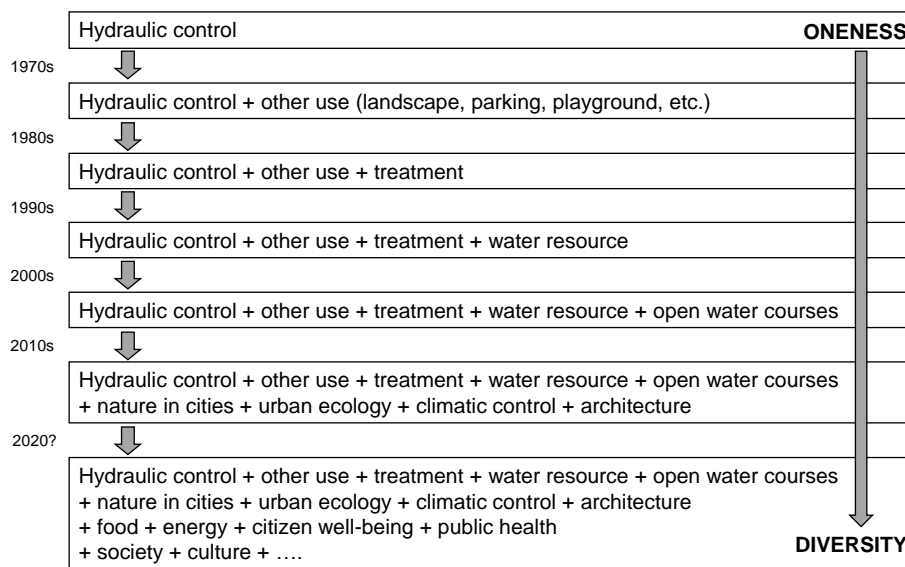 Hydraulic control
ONENESS
1970s
Hydraulic control + other use (landscape, parking, playground, etc.)
1980s
Hydraulic control + other use + treatment
1990s
Hydraulic control + other use + treatment + water resource
2000s
Hydraulic control + other use + treatment + water resource + open water courses
2010s
Hydraulic control + other use + treatment + water resource + open water courses
+ nature in cities + urban ecology + climatic control + architecture
2020?
Hydraulic control + other use + treatment + water resource + open water courses
+ nature in cities + urban ecology + climatic control + architecture
+ food + energy + citizen well-being + public health
+ society + culture + ….
DIVERSITY